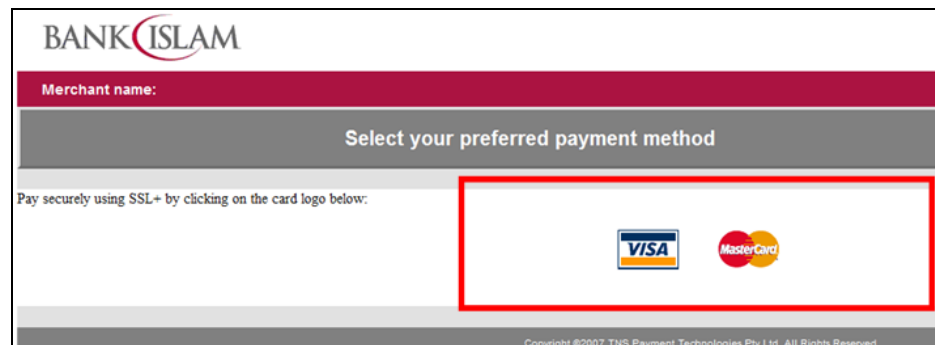 BANK ISLAM
Merchant name:
Select your preferred payment method
Pay securely using SSL+ by clicking on the card logo below:
VISA MasterCard
Copyright ©2007 TNS Payment Technologies Pty Ltd. All Rights Reserved.